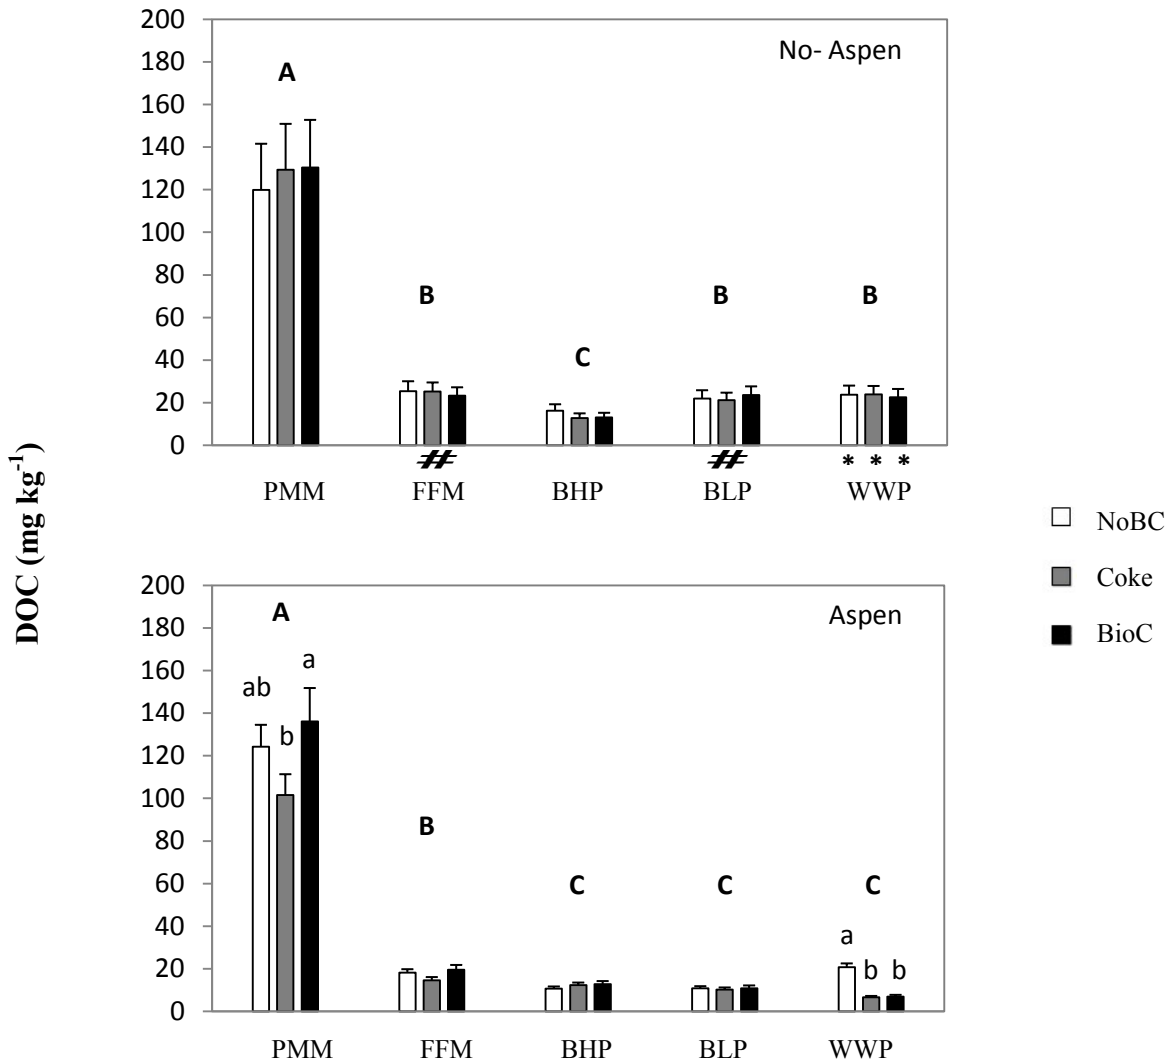 DOC (mg kg-1)
200
180
160
140
120
100
80
60
40
20
0
No- Aspen
A
B
C
B
B
# #
* * *
PMM FFM BHP BLP WWP
NoBC
Coke
BioC
200
180
160
140
120
100
80
60
40
20
0
Aspen
A
ab b a
B
C
C
C
a b b
PMM FFM BHP BLP WWP